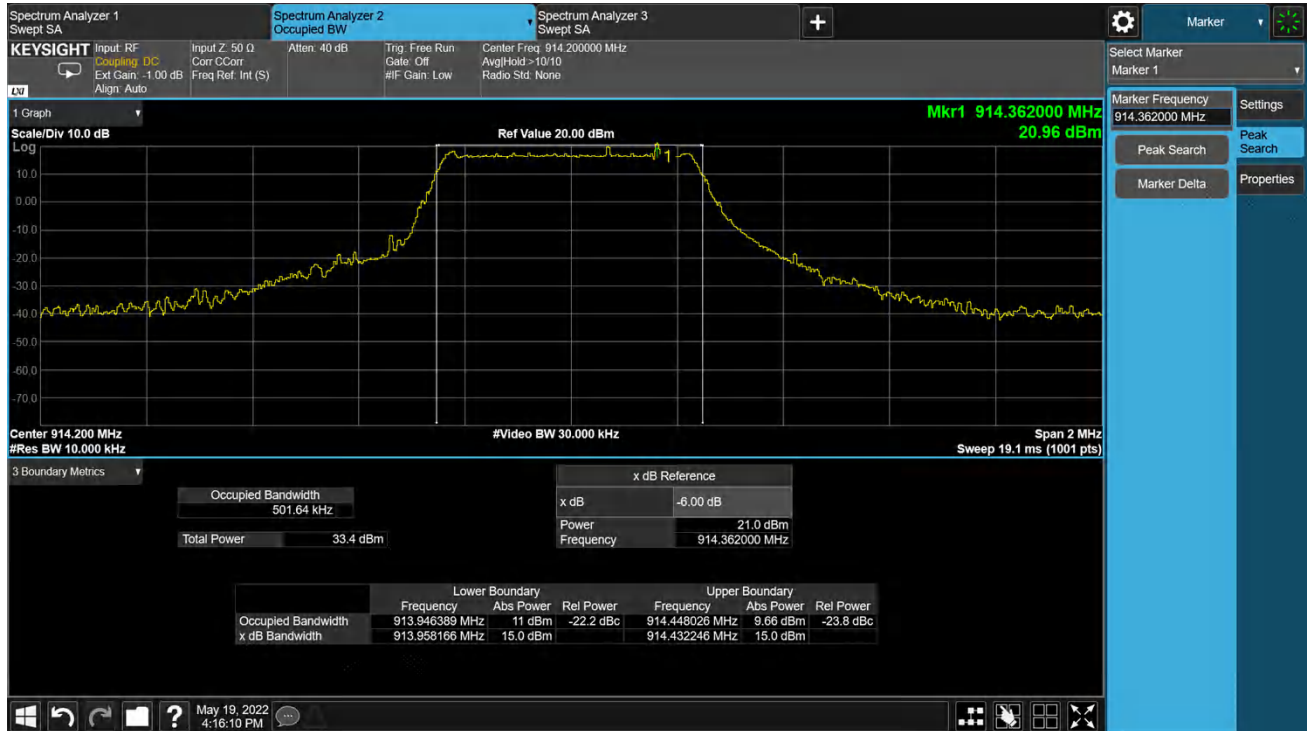 Spectrum Analyzer 1
Swept SA
Spectrum Analyzer 2
Occupied BW
Spectrum Analyzer 3
Swept SA
+
Marker
KEYSIGHT
Input: RF
Coupling: DC
Ext Gain: -1.00 dB
Align: Auto
Input Z: 50 Ω
Corr CCorr
Freq Ref: Int (S)
Atten: 40 dB
Trig: Free Run
Gate: Off
#IF Gain: Low
Center Freq: 914.200000 MHz
Avg|Hold:>10/10
Radio Std: None
LXI
Select Marker
Marker 1
Marker Frequency
914.362000 MHz
Peak Search
Marker Delta
Settings
Peak
Search
Properties
1 Graph
Scale/Div 10.0 dB
Ref Value 20.00 dBm
Mkr1 914.362000 MHz
20.96 dBm
Log
10.0
0.00
-10.0
-20.0
-30.0
-40.0
-50.0
-60.0
-70.0
1
Center 914.200 MHz
#Video BW 30.000 kHz
Span 2 MHz
#Res BW 10.000 kHz
Sweep 19.1 ms (1001 pts)
3 Boundary Metrics
Occupied Bandwidth
501.64 kHz
Total Power 33.4 dBm
x dB Reference
x dB -6.00 dB
Power 21.0 dBm
Frequency 914.362000 MHz
Lower Boundary Upper Boundary
Frequency Abs Power Rel Power Frequency Abs Power Rel Power
Occupied Bandwidth 913.946389 MHz 11 dBm -22.2 dBc 914.448026 MHz 9.66 dBm -23.8 dBc
x dB Bandwidth 913.958166 MHz 15.0 dBm 914.432246 MHz 15.0 dBm
?
May 19, 2022
4:16:10 PM